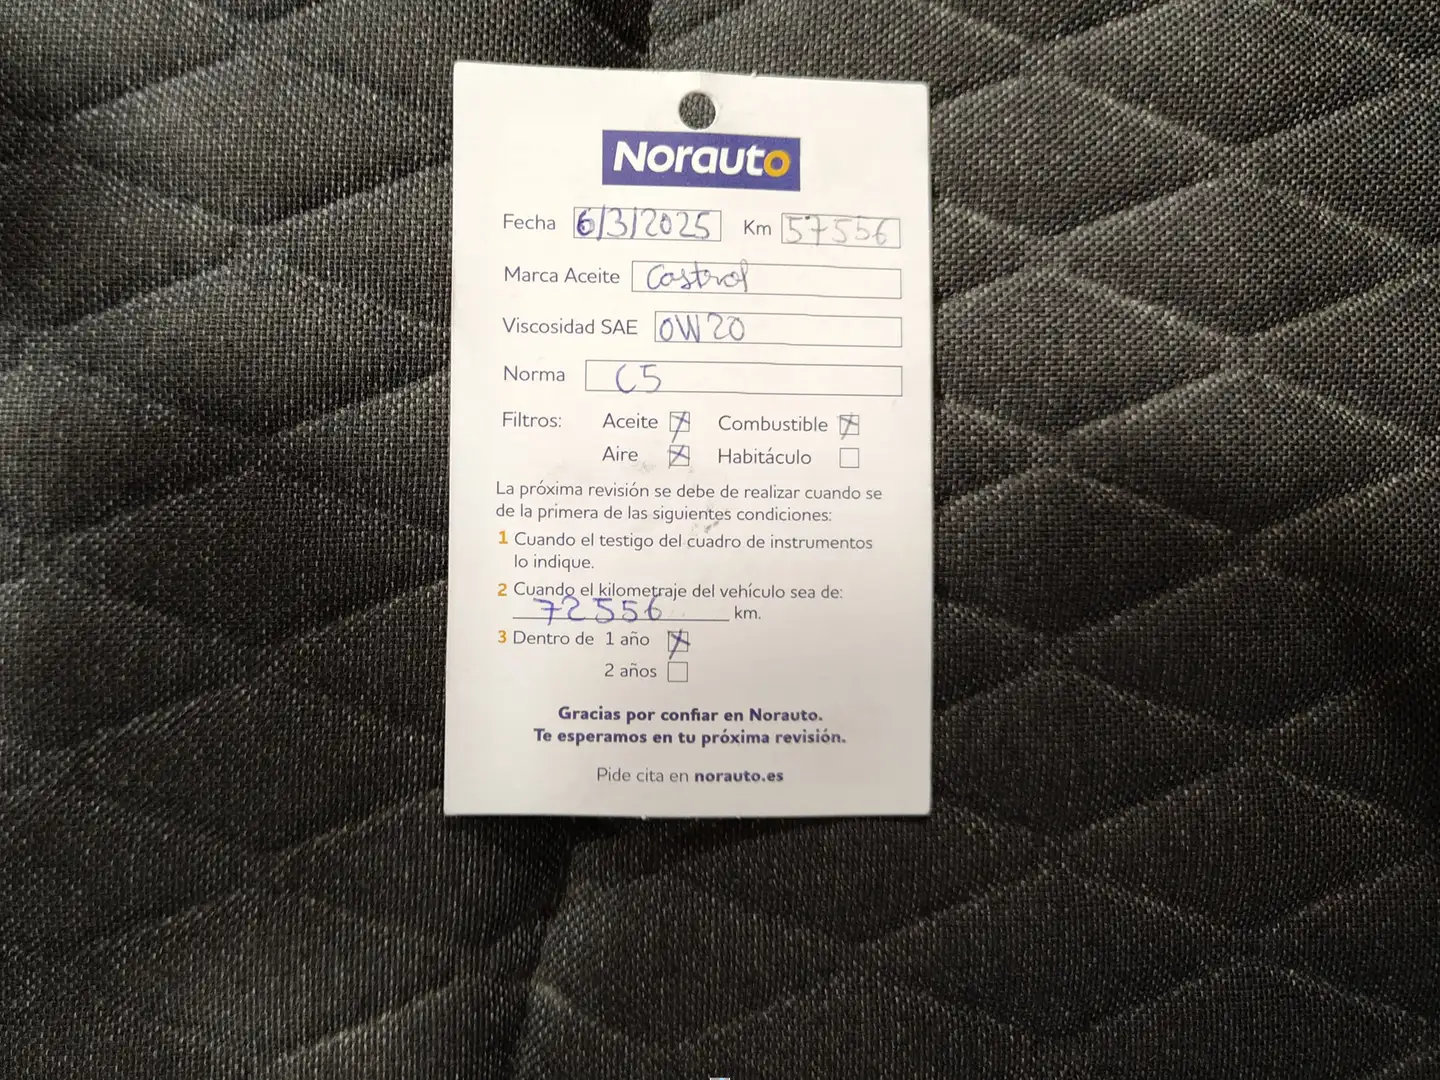 Norauto
Fecha 6/3/2025 Km 57556
Marca Aceite Castrol
Viscosidad SAE 0W20
Norma C5
Filtros: Aceite Combustible
Aire Habitáculo
La próxima revisión se debe de realizar cuando se
de la primera de las siguientes condiciones:
1 Cuando el testigo del cuadro de instrumentos
lo indique.
2 Cuando el kilometraje del vehículo sea de:
72556 km.
3 Dentro de 1 año
2 años
Gracias por confiar en Norauto.
Te esperamos en tu próxima revisión.
Pide cita en norauto.es